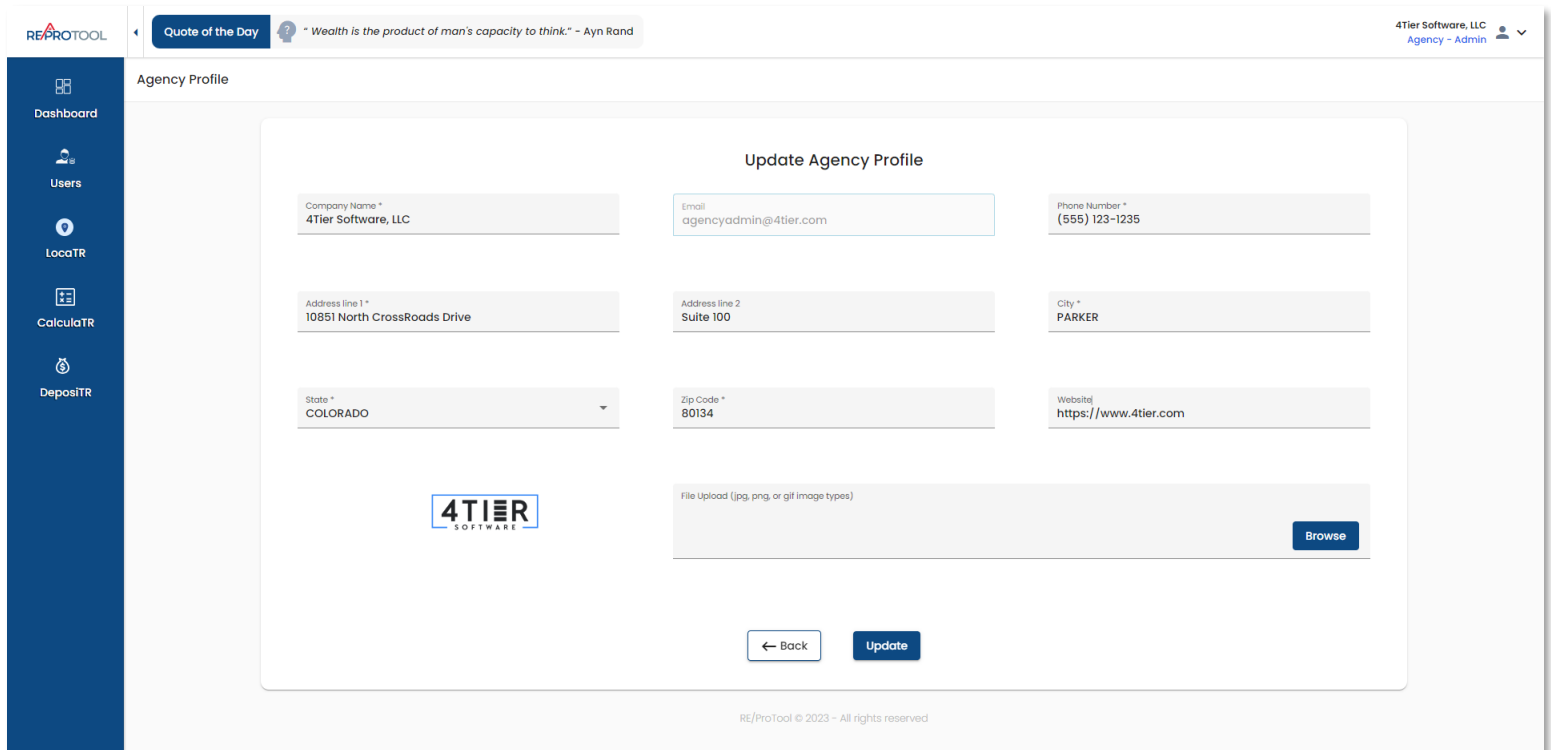 RE/PROTOOL
Quote of the Day
?
“ Wealth is the product of man's capacity to think.” - Ayn Rand
4Tier Software, LLC
Agency - Admin
Agency Profile
Dashboard
Users
LocaTR
CalculaTR
DeposiTR
Update Agency Profile
Company Name *
4Tier Software, LLC
Email
agencyadmin@4tier.com
Phone Number *
(555) 123-1235
Address line 1 *
10851 North CrossRoads Drive
Address line 2
Suite 100
City *
PARKER
State *
COLORADO
Zip Code *
80134
Website
https://www.4tier.com
4TIER
SOFTWARE
File Upload (jpg, png, or gif image types)
Browse
← Back
Update
RE/ProTool © 2023 - All rights reserved